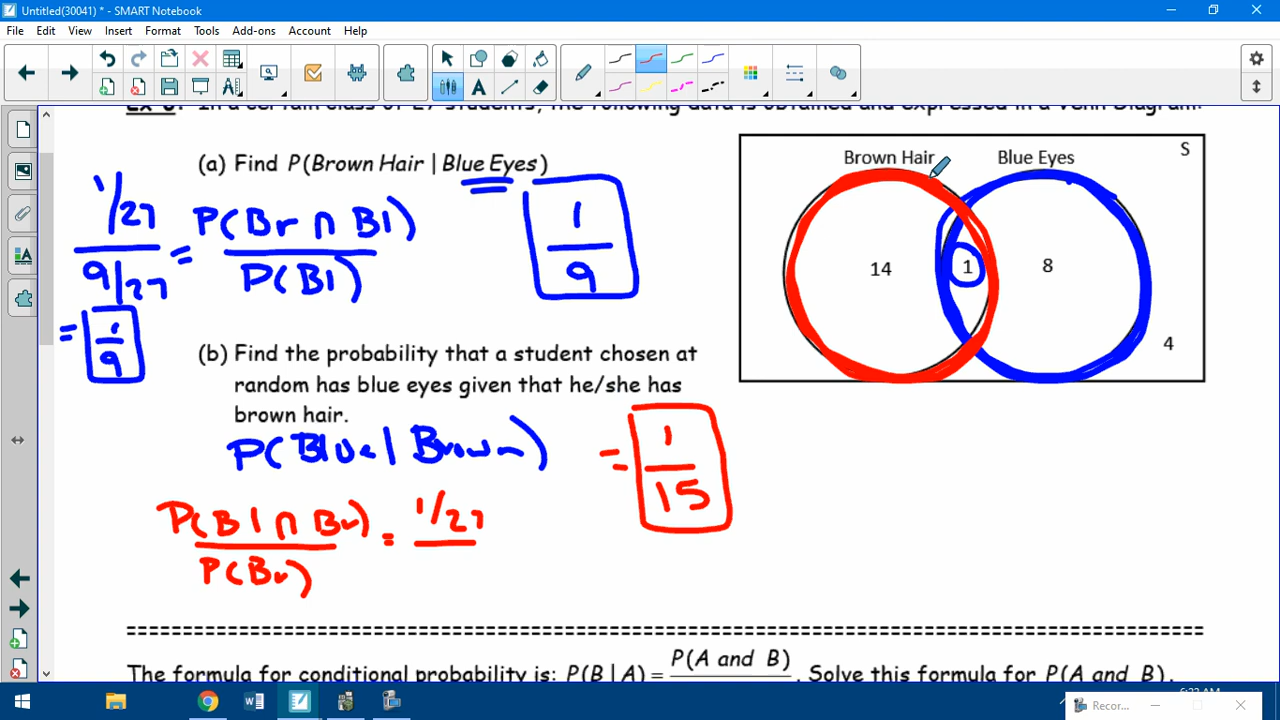 Untitled(30041) * - SMART Notebook
File Edit View Insert Format Tools Add-ons Account Help
(a) Find P(Brown Hair | Blue Eyes)
Brown Hair
Blue Eyes
S
14
1
8
4
1/27
9/27
=
P(Br ∩ Bl)
P(Bl)
1
9
= 1
9
(b) Find the probability that a student chosen at
random has blue eyes given that he/she has
brown hair.
P(Blue | Brown)
= 1
15
P(Bl ∩ Br) = 1/27
P(Br)
The formula for conditional probability is: P(B | A) = P(A and B) . Solve this formula for P(A and B).
Recor...